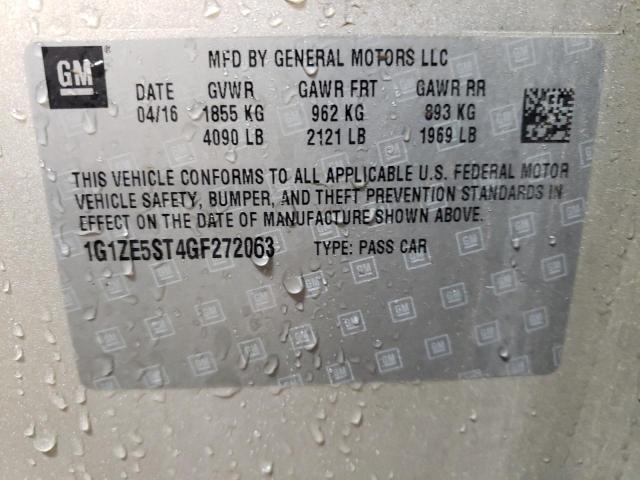 GM
MFD BY GENERAL MOTORS LLC
DATE GVWR GAWR FRT GAWR RR
04/16 1855 KG 962 KG 893 KG
4090 LB 2121 LB 1969 LB
THIS VEHICLE CONFORMS TO ALL APPLICABLE U.S. FEDERAL MOTOR
VEHICLE SAFETY, BUMPER, AND THEFT PREVENTION STANDARDS IN
EFFECT ON THE DATE OF MANUFACTURE SHOWN ABOVE.
1G1ZE5ST4GF272063 TYPE: PASS CAR